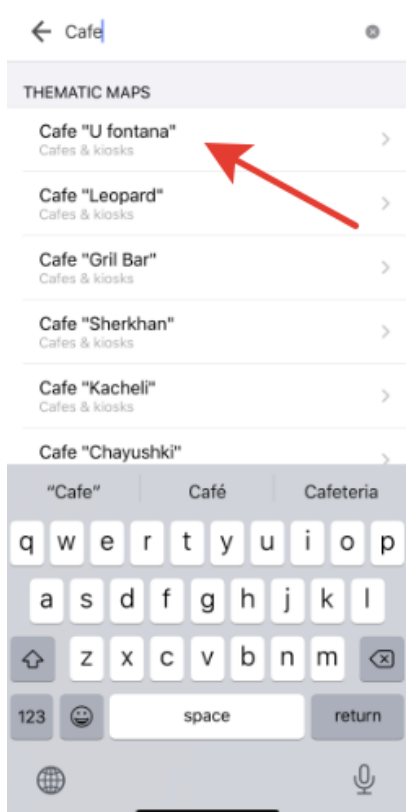 Cafe
THEMATIC MAPS
Cafe "U fontana"
Cafes & kiosks
Cafe "Leopard"
Cafes & kiosks
Cafe "Gril Bar"
Cafes & kiosks
Cafe "Sherkhan"
Cafes & kiosks
Cafe "Kacheli"
Cafes & kiosks
Cafe "Chayushki"
“Cafe” Café Cafeteria
q w e r t y u i o p
a s d f g h j k l
z x c v b n m
123 space return